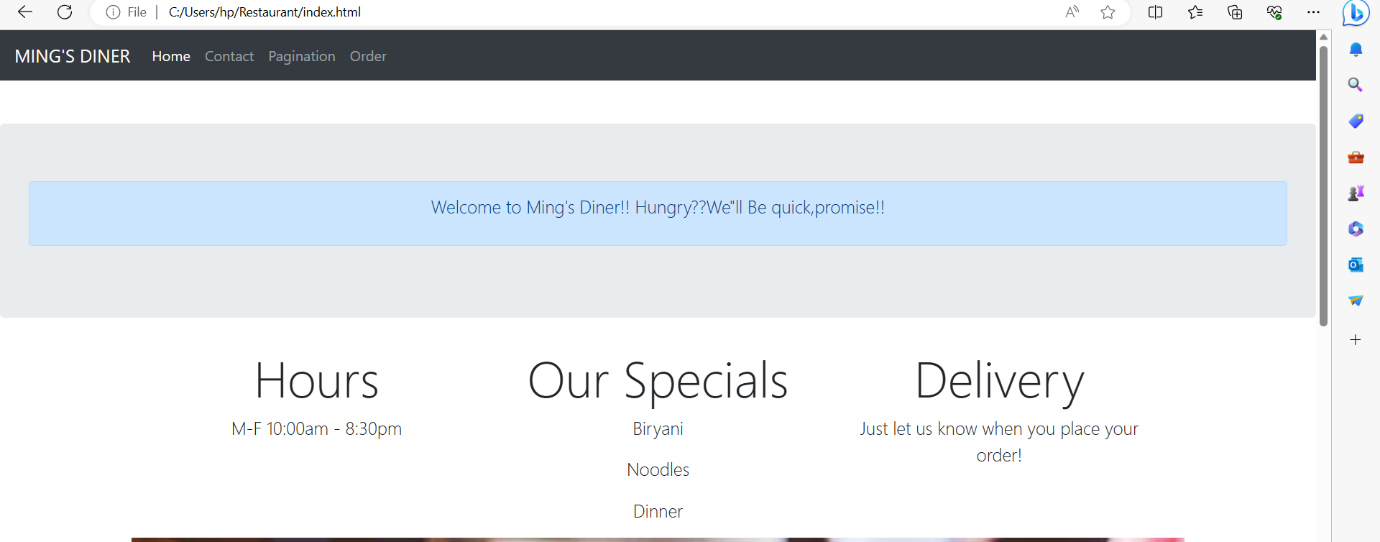 File | C:/Users/hp/Restaurant/index.html
MING'S DINER Home Contact Pagination Order
Welcome to Ming's Diner!! Hungry??We"ll Be quick,promise!!
Hours
M-F 10:00am - 8:30pm
Our Specials
Biryani
Noodles
Dinner
Delivery
Just let us know when you place your
order!